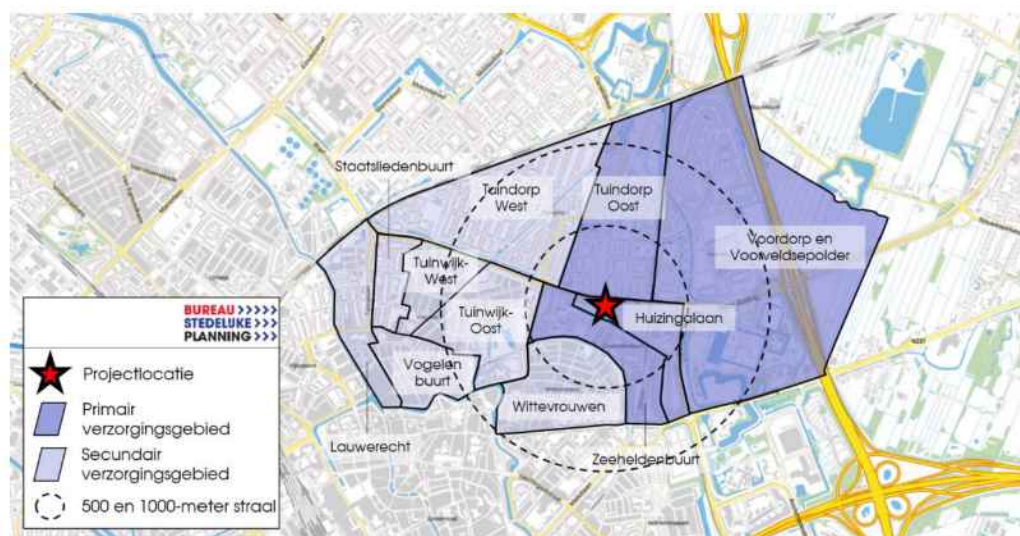 Staatsliedenbuurt
Tuindorp
West
Tuindorp
Oost
Voordorp en
Voorveldsepolder
Tuinwijk-
West
Tuinwijk-
Oost
Huizingalaan
Vogelen
buurt
Wittevrouwen
Lauwerecht
Zeeheldenbuurt
BUREAU >>>>>
STEDELIJKE >>>
PLANNING >>>
Projectlocatie
Primair
verzorgingsgebied
Secundair
verzorgingsgebied
500 en 1000-meter straal